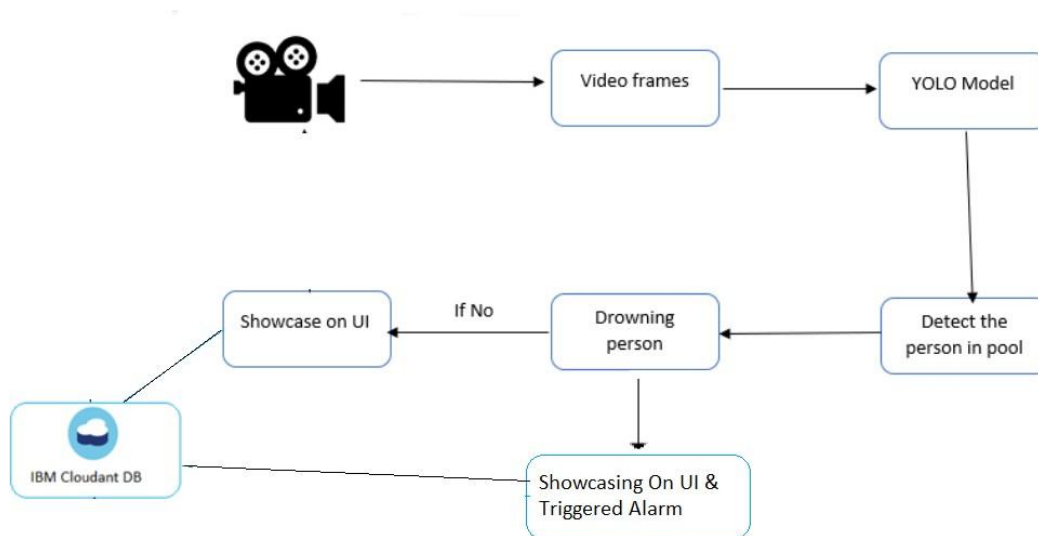 Video frames
YOLO Model
Detect the
person in pool
Drowning
person
If No
Showcase on UI
IBM Cloudant DB
Showcasing On UI &
Triggered Alarm